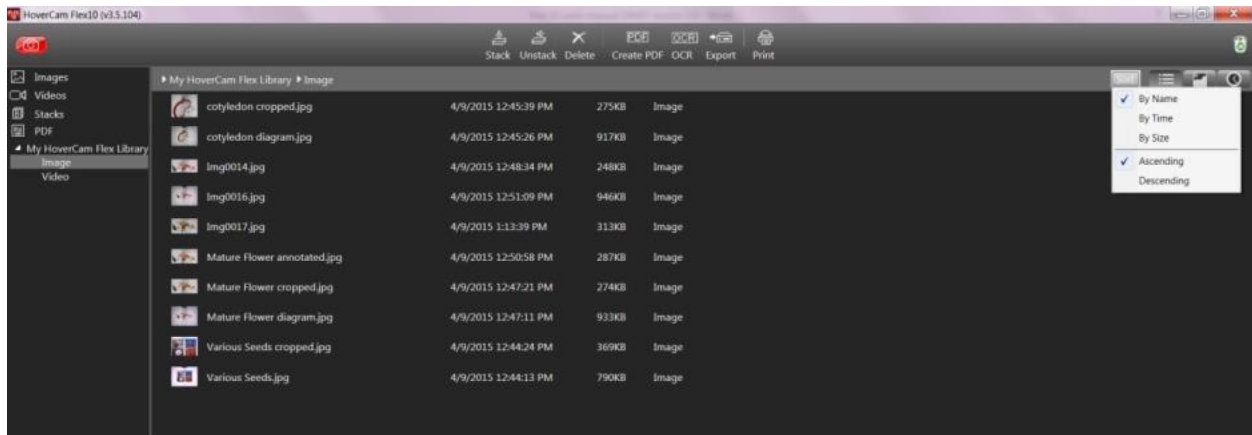 HoverCam Flex10 (v3.5.104)
Stack Unstack Delete Create PDF OCR Export Print
Images
Videos
Stacks
PDF
My HoverCam Flex Library
Image
Video
My HoverCam Flex Library Image
Sort
cotyledon cropped.jpg 4/9/2015 12:45:39 PM 275KB Image
cotyledon diagram.jpg 4/9/2015 12:45:26 PM 917KB Image
Img0014.jpg 4/9/2015 12:48:34 PM 248KB Image
Img0016.jpg 4/9/2015 12:51:09 PM 946KB Image
Img0017.jpg 4/9/2015 1:13:39 PM 313KB Image
Mature Flower annotated.jpg 4/9/2015 12:50:58 PM 287KB Image
Mature Flower cropped.jpg 4/9/2015 12:47:21 PM 274KB Image
Mature Flower diagram.jpg 4/9/2015 12:47:11 PM 933KB Image
Various Seeds cropped.jpg 4/9/2015 12:44:24 PM 369KB Image
Various Seeds.jpg 4/9/2015 12:44:13 PM 790KB Image
By Name
By Time
By Size
Ascending
Descending